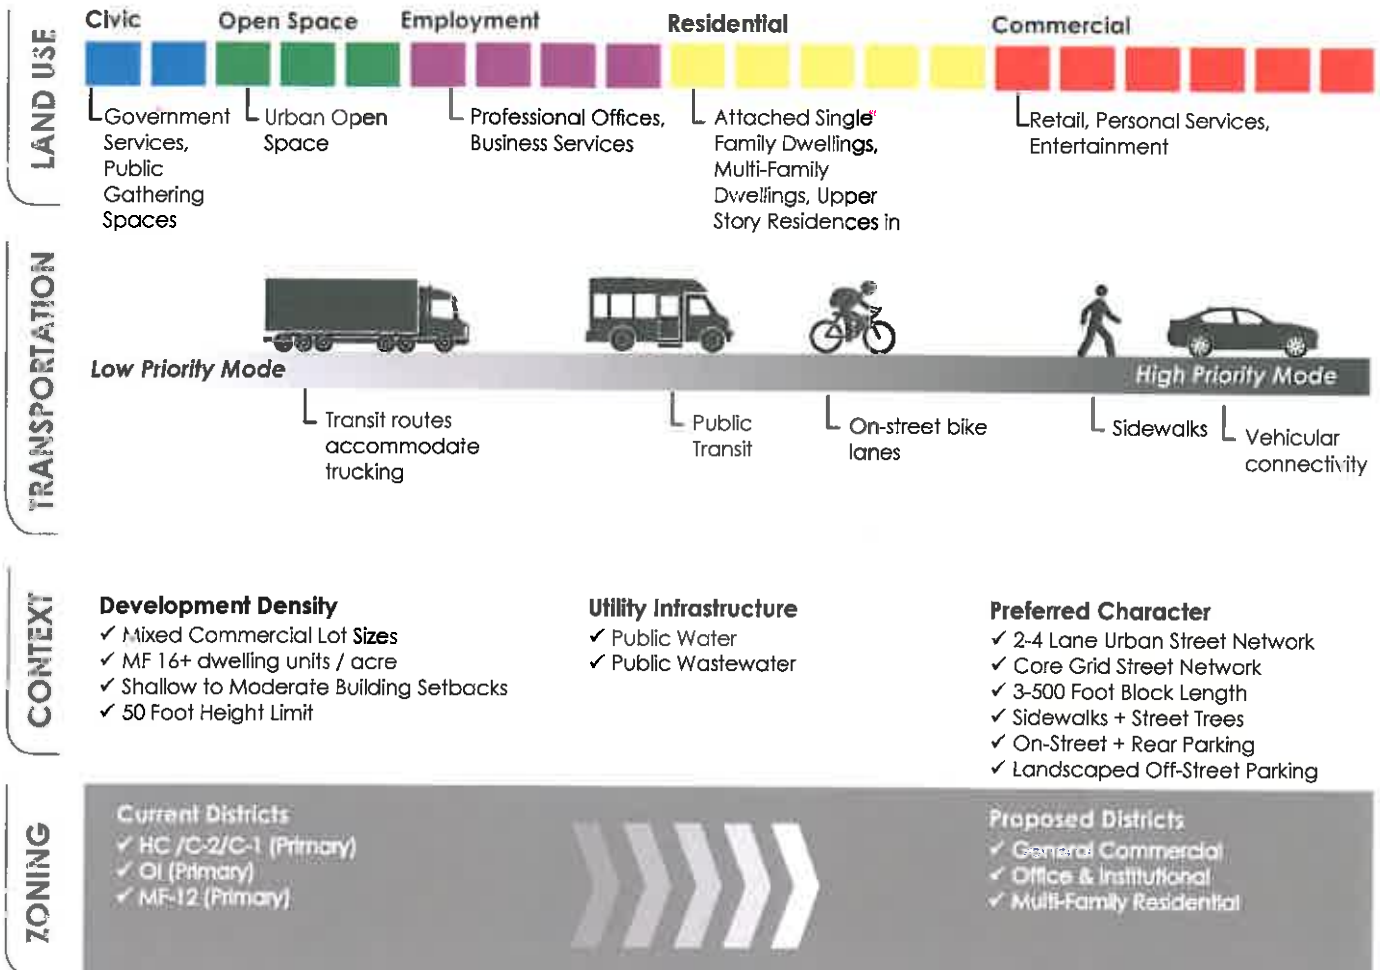 LAND USE
Civic
Open Space
Employment
Residential
Commercial
Government
Services,
Public
Gathering
Spaces
Urban Open
Space
Professional Offices,
Business Services
Attached Single
Family Dwellings,
Multi-Family
Dwellings, Upper
Story Residences in
Retail, Personal Services,
Entertainment
TRANSPORTATION
Low Priority Mode
High Priority Mode
Transit routes
accommodate
trucking
Public
Transit
On-street bike
lanes
Sidewalks
Vehicular
connectivity
CONTEXT
Development Density
✓ Mixed Commercial Lot Sizes
✓ MF 16+ dwelling units / acre
✓ Shallow to Moderate Building Setbacks
✓ 50 Foot Height Limit
Utility Infrastructure
✓ Public Water
✓ Public Wastewater
Preferred Character
✓ 2-4 Lane Urban Street Network
✓ Core Grid Street Network
✓ 3-500 Foot Block Length
✓ Sidewalks + Street Trees
✓ On-Street + Rear Parking
✓ Landscaped Off-Street Parking
ZONING
Current Districts
✓ HC /C-2/C-1 (Primary)
✓ OI (Primary)
✓ MF-12 (Primary)
Proposed Districts
✓ General Commercial
✓ Office & Institutional
✓ Multi-Family Residential